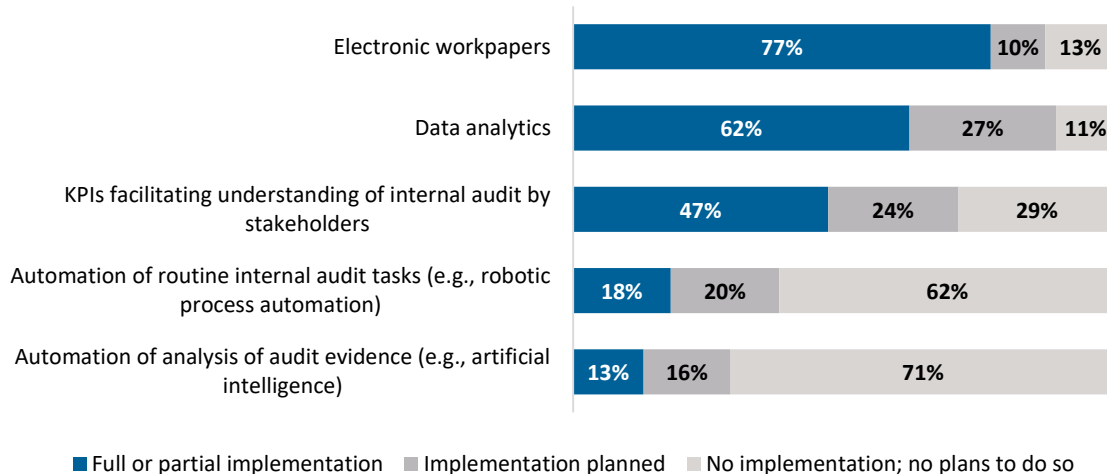 Electronic workpapers
77% 10% 13%
Data analytics
62% 27% 11%
KPIs facilitating understanding of internal audit by
stakeholders
47% 24% 29%
Automation of routine internal audit tasks (e.g., robotic
process automation)
18% 20% 62%
Automation of analysis of audit evidence (e.g., artificial
intelligence)
13% 16% 71%
Full or partial implementation Implementation planned No implementation; no plans to do so